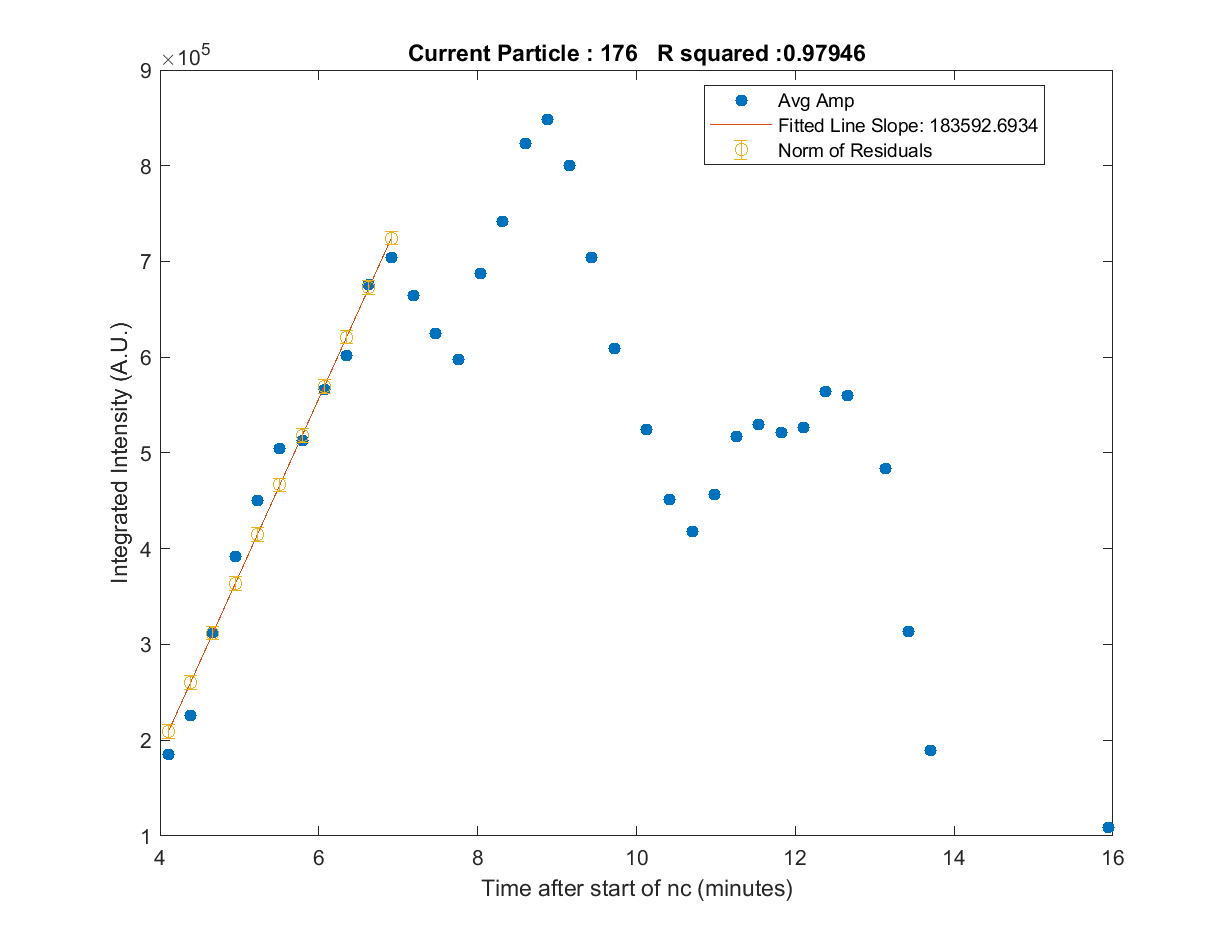 Current Particle : 176 R squared :0.97946
×10^5
9
8
7
6
5
4
3
2
1
4 6 8 10 12 14 16
Integrated Intensity (A.U.)
Time after start of nc (minutes)
Avg Amp
Fitted Line Slope: 183592.6934
Norm of Residuals